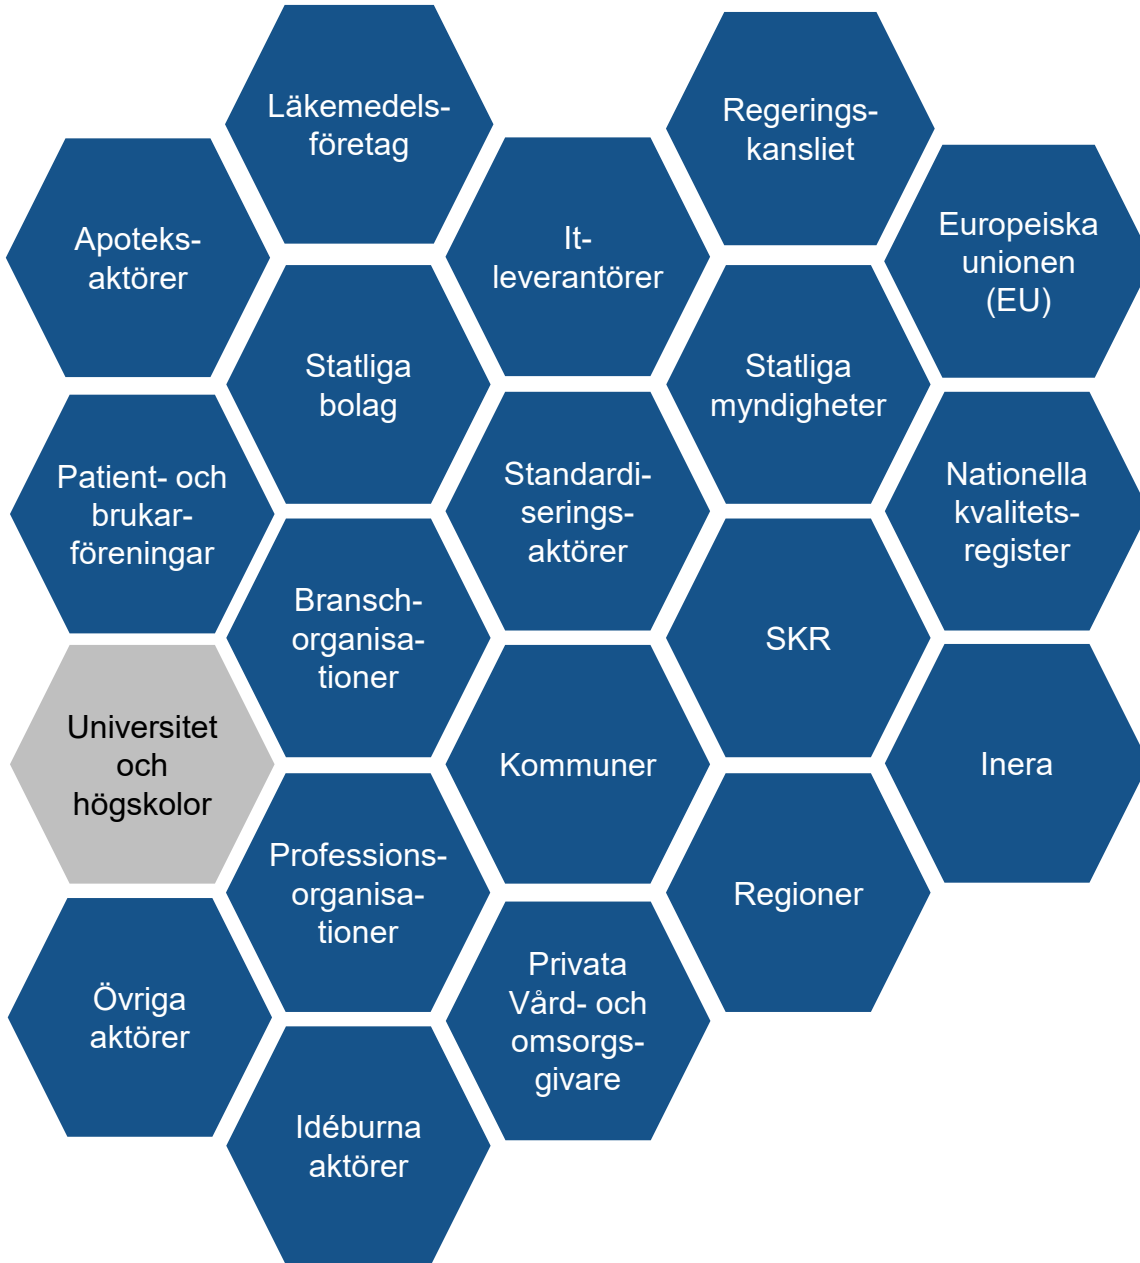 Läkemedels-
företag
Regerings-
kansliet
Apoteks-
aktörer
It-
leverantörer
Europeiska
unionen
(EU)
Statliga
bolag
Statliga
myndigheter
Patient- och
brukar-
föreningar
Standardi-
serings-
aktörer
Nationella
kvalitets-
register
Bransch-
organisa-
tioner
SKR
Universitet
och
högskolor
Kommuner
Inera
Professions-
organisa-
tioner
Regioner
Övriga
aktörer
Privata
Vård- och
omsorgs-
givare
Idéburna
aktörer